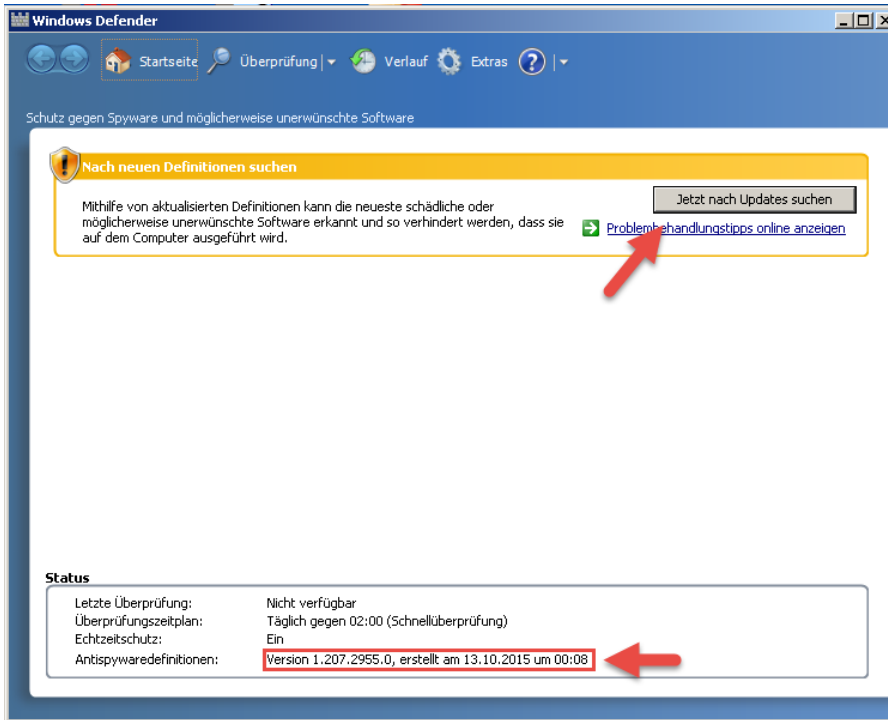 Windows Defender
Startseite Überprüfung Verlauf Extras ?
Schutz gegen Spyware und möglicherweise unerwünschte Software
Nach neuen Definitionen suchen
Mithilfe von aktualisierten Definitionen kann die neueste schädliche oder
möglicherweise unerwünschte Software erkannt und so verhindert werden, dass sie
auf dem Computer ausgeführt wird.
Jetzt nach Updates suchen
Problembehandlungstipps online anzeigen
Status
Letzte Überprüfung: Nicht verfügbar
Überprüfungszeitplan: Täglich gegen 02:00 (Schnellüberprüfung)
Echtzeitschutz: Ein
Antispywaredefinitionen: Version 1.207.2955.0, erstellt am 13.10.2015 um 00:08